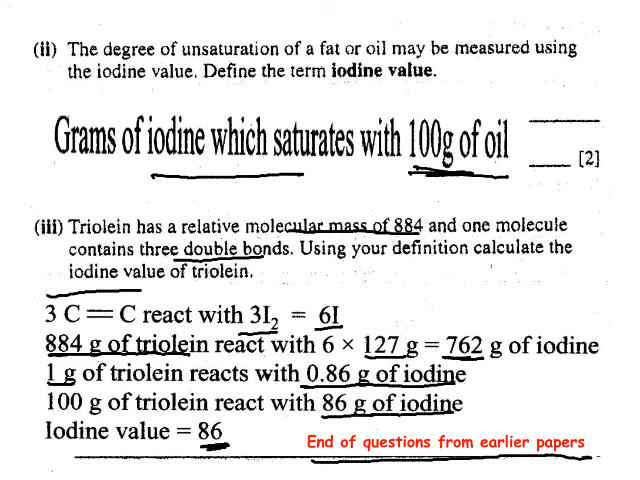 (ii) The degree of unsaturation of a fat or oil may be measured using
the iodine value. Define the term iodine value.
Grams of iodine which saturates with 100g of oil
[2]
(iii) Triolein has a relative molecular mass of 884 and one molecule
contains three double bonds. Using your definition calculate the
iodine value of triolein.
3 C=C react with 3I₂ = 6I
884 g of triolein react with 6 × 127 g = 762 g of iodine
1 g of triolein reacts with 0.86 g of iodine
100 g of triolein react with 86 g of iodine
Iodine value = 86
End of questions from earlier papers